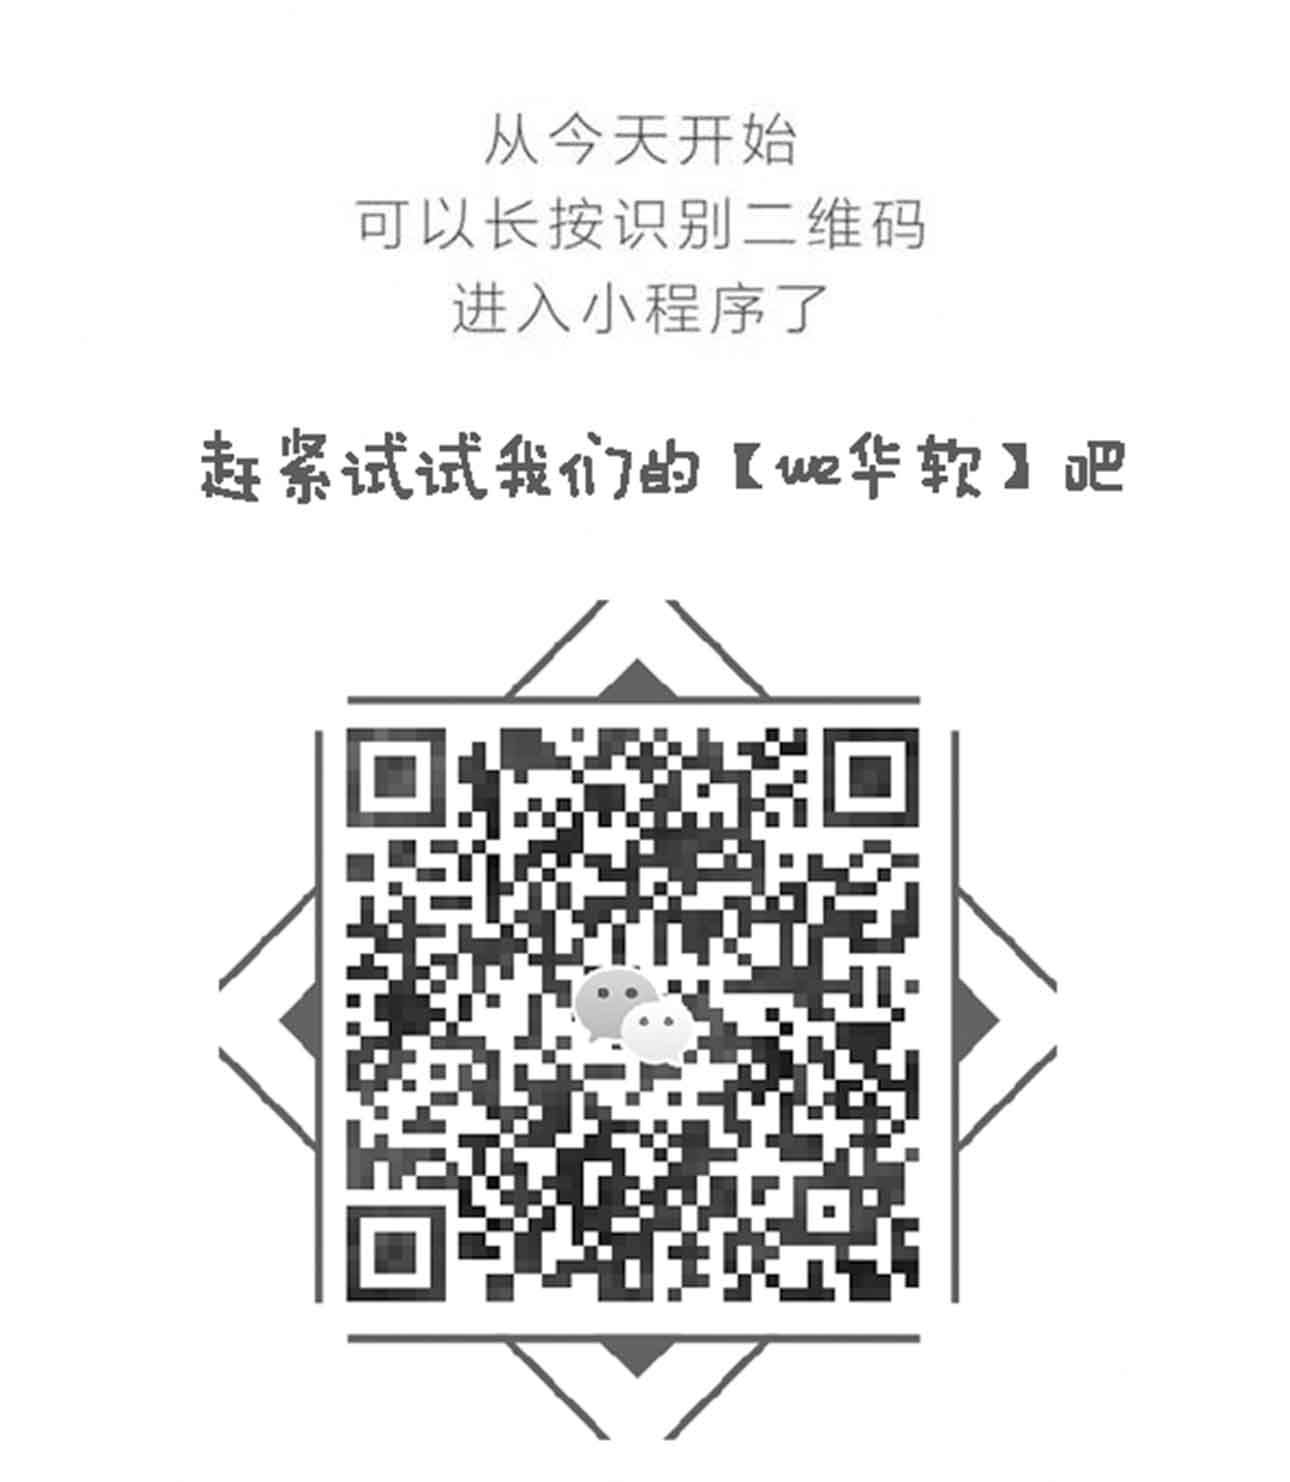 从今天开始
可以长按识别二维码
进入小程序了
赶紧试试我们的【we华软】吧